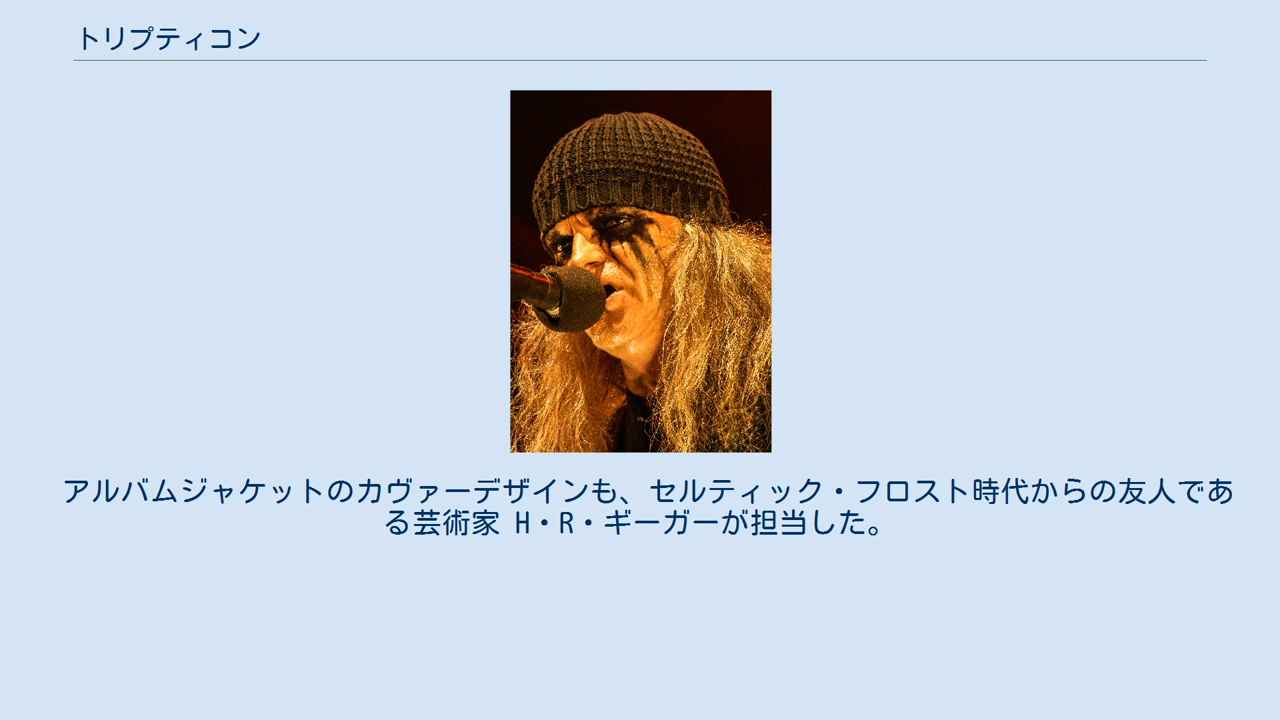 トリプティコン
アルバムジャケットのカヴァーデザインも、セルティック・フロスト時代からの友人であ
る芸術家 H・R・ギーガーが担当した。